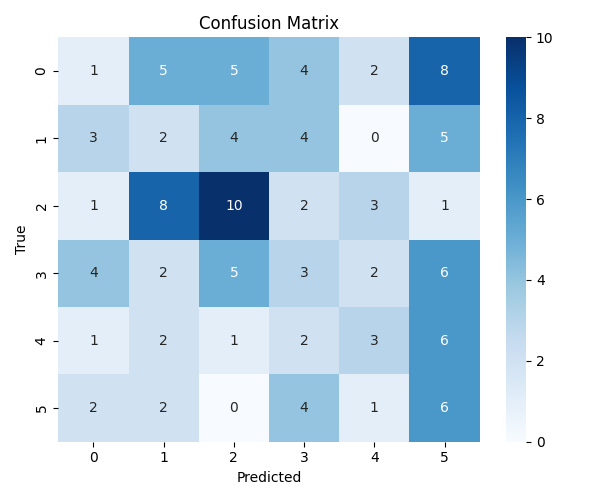 Confusion Matrix
0 1 5 5 4 2 8
1 3 2 4 4 0 5
2 1 8 10 2 3 1
3 4 2 5 3 2 6
4 1 2 1 2 3 6
5 2 2 0 4 1 6
0 1 2 3 4 5
Predicted
True
10
8
6
4
2
0